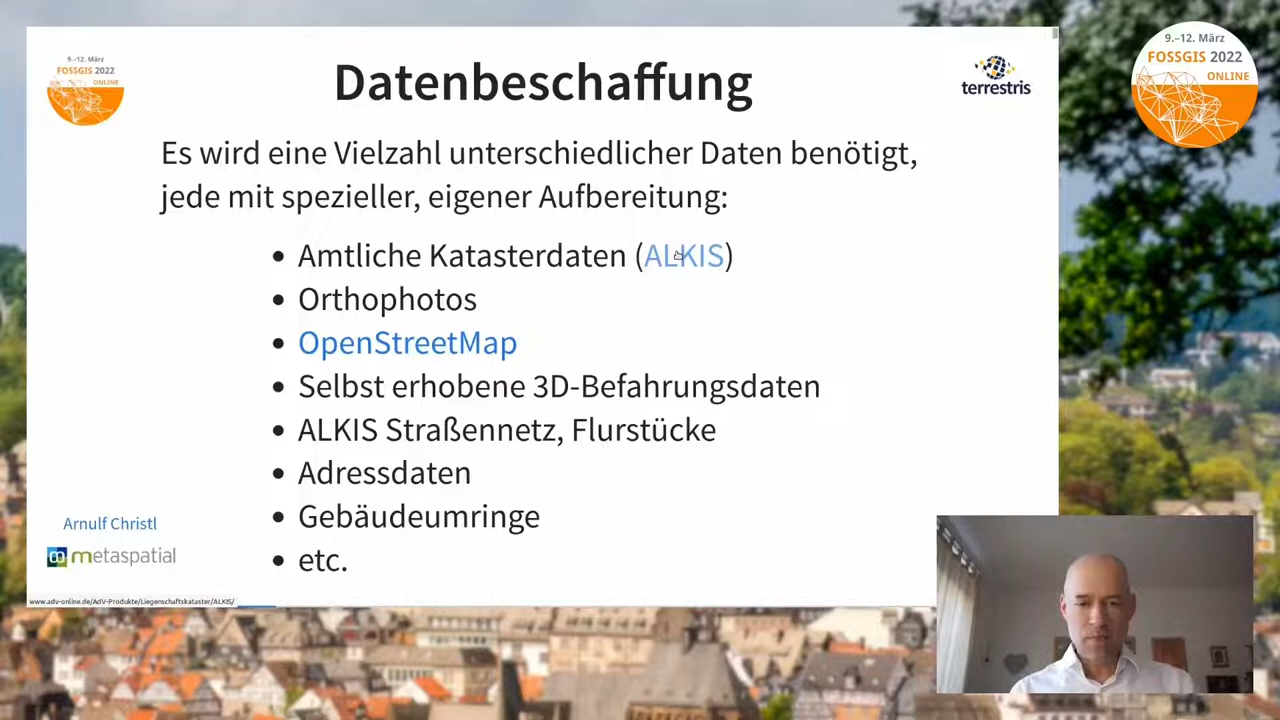 9.–12. März
FOSSGIS 2022
ONLINE
Datenbeschaffung
terrestris
9.–12. März
FOSSGIS 2022
ONLINE
Es wird eine Vielzahl unterschiedlicher Daten benötigt,
jede mit spezieller, eigener Aufbereitung:
• Amtliche Katasterdaten (ALKIS)
• Orthophotos
• OpenStreetMap
• Selbst erhobene 3D-Befahrungsdaten
• ALKIS Straßennetz, Flurstücke
• Adressdaten
• Gebäudeumringe
• etc.
Arnulf Christl
metaspatial
www.adv-online.de/AdV-Produkte/Liegenschaftskataster/ALKIS/